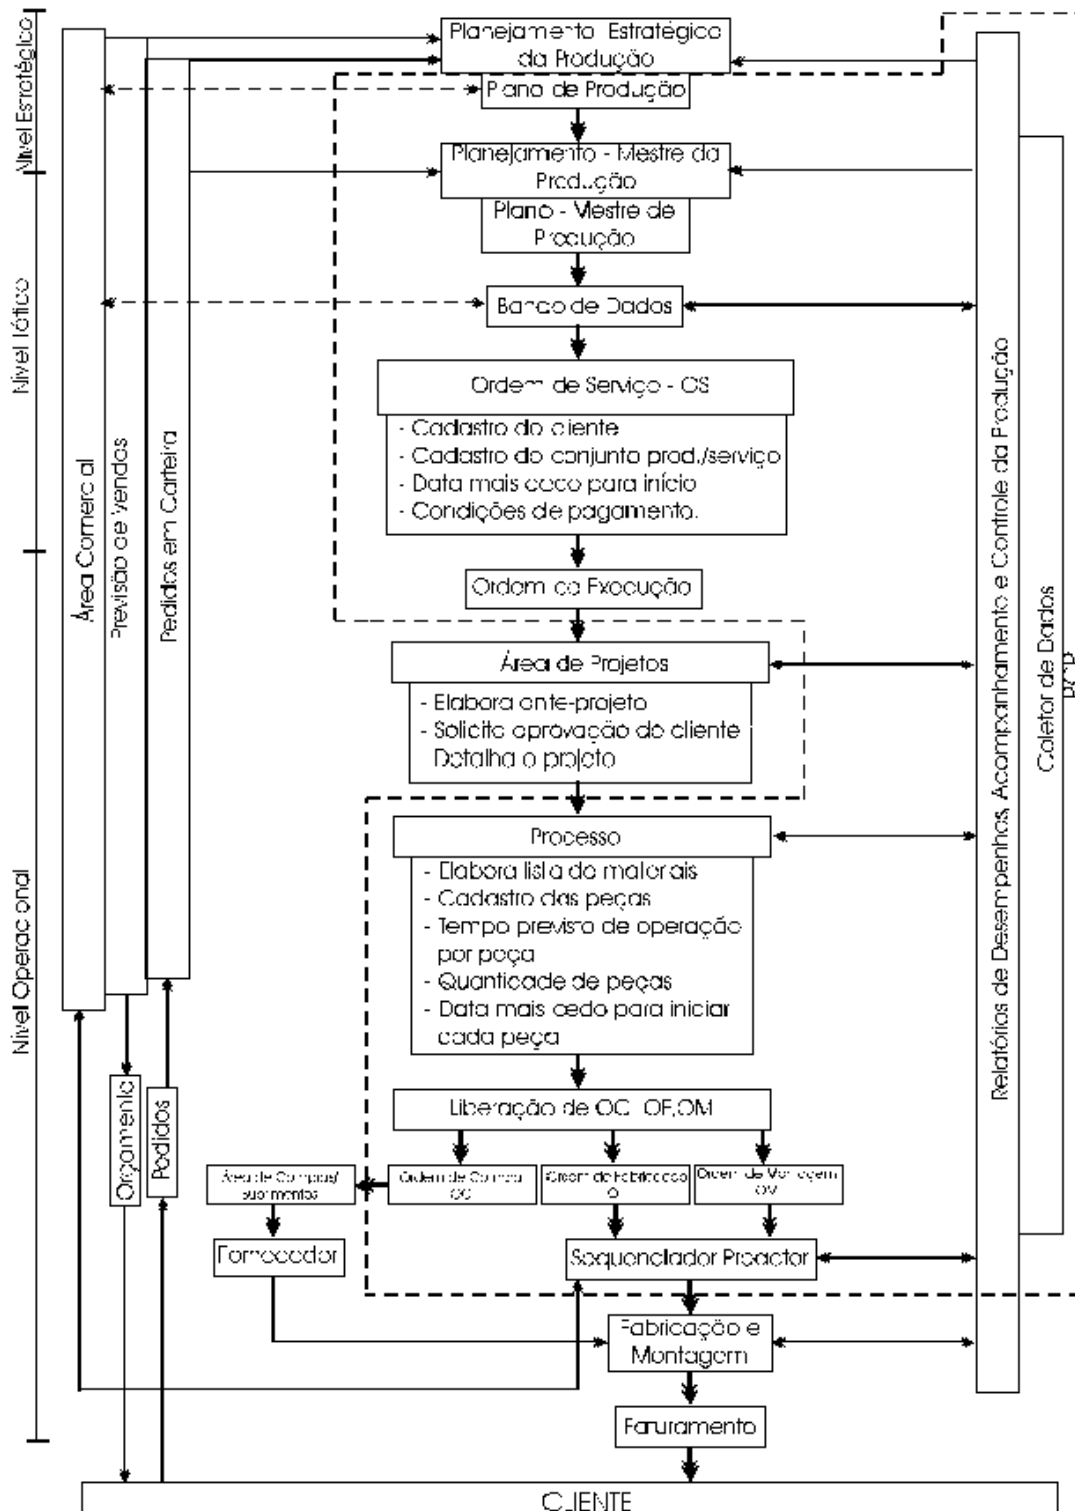 Planejamento Estratégico
da Produção
Plano de Produção
Planejamento - Mestre da
Produção
Plano - Mestre de
Produção
Banco de Dados
Ordem de Serviço - OS
- Cadastro do cliente
- Cadastro do conjunto prod./serviço
- Data mais cedo para início
- Condições de pagamento.
Ordem de Execução
Área de Projetos
- Elabora ante-projeto
- Solicita aprovação do cliente
Detalha o projeto
Processo
- Elabora lista de materiais
- Cadastro das peças
- Tempo previsto de operação
por peça
- Quantidade de peças
- Data mais cedo para iniciar
cada peça
Liberação de OC, OF, OM
Área de Compras/
Suprimentos
Ordem de Compra
OC
Ordem de Fabricação
Ordem de Montagem
OM
Fornecedor
Sequenciador Preactor
Fabricação e
Montagem
Faturamento
CLIENTE
Nível Estratégico
Nível Tático
Nível Operacional
Área Comercial
Previsão de Vendas
Pedidos em Carteira
Orçamento
Pedidos
Relatórios de Desempenhos, Acompanhamento e Controle da Produção
Coletor de Dados
PCP